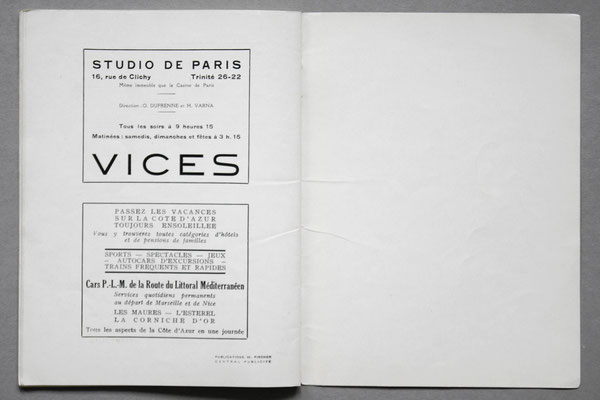 STUDIO DE PARIS
16, rue de Clichy Trinité 26-22
Même immeuble que le Casino de Paris
Direction : O. DUFRENNE et H. VARNA
Tous les soirs à 9 heures 15
Matinées : samedis, dimanches et fêtes à 3 h. 15
VICES
PASSEZ LES VACANCES
SUR LA COTE D'AZUR
TOUJOURS ENSOLEILLEE
Vous y trouverez toutes catégories d'hôtels
et de pensions de familles
SPORTS — SPECTACLES — JEUX
— AUTOCARS D'EXCURSIONS —
TRAINS FREQUENTS ET RAPIDES
Cars P.-L.-M. de la Route du Littoral Méditerranéen
Services quotidiens permanents
au départ de Marseille et de Nice
LES MAURES — L'ESTEREL
LA CORNICHE D'OR
Tous les aspects de la Côte d'Azur en une journée
PUBLICATIONS W. FISCHER
CENTRAL-PUBLICITÉ